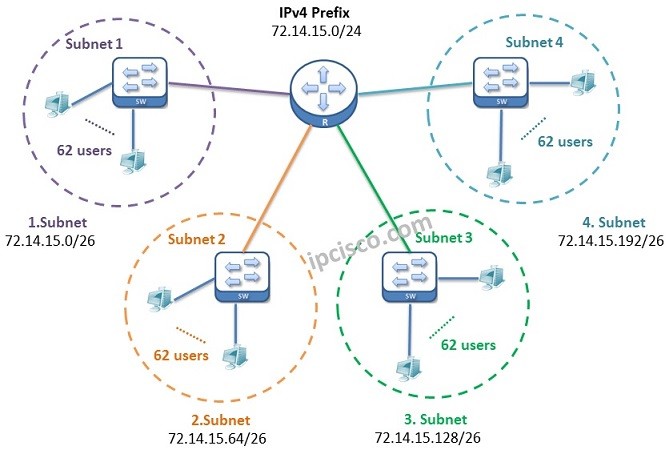 IPv4 Prefix
72.14.15.0/24
Subnet 1
SW
62 users
1.Subnet
72.14.15.0/26
R
Subnet 4
SW
62 users
4. Subnet
72.14.15.192/26
Subnet 2
SW
62 users
2.Subnet
72.14.15.64/26
ipcisco.com
Subnet 3
SW
62 users
3. Subnet
72.14.15.128/26